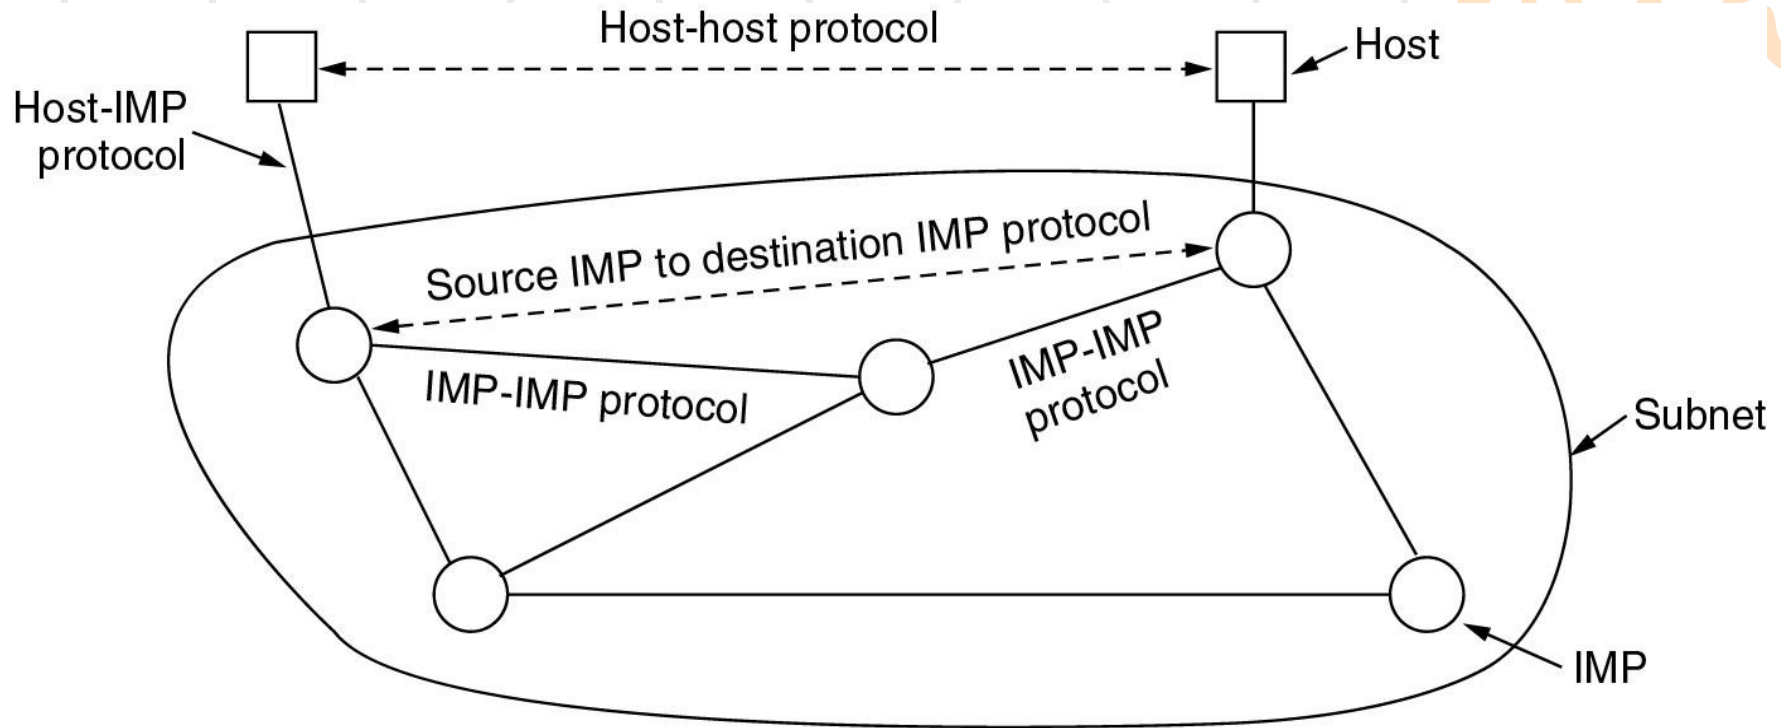 Host-host protocol
Host
Host-IMP
protocol
Source IMP to destination IMP protocol
IMP-IMP protocol
IMP-IMP
protocol
Subnet
IMP